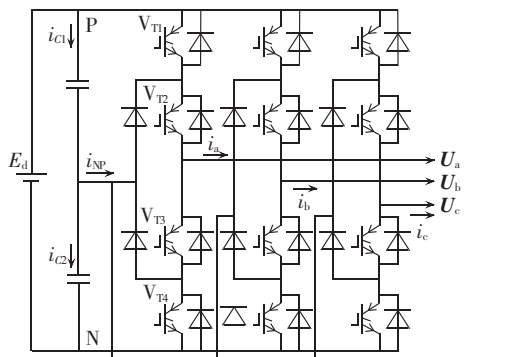 P
i_C1
V_T1
V_T2
E_d
i_NP
i_a
U_a
U_b
i_b
U_c
i_c
V_T3
i_C2
V_T4
N